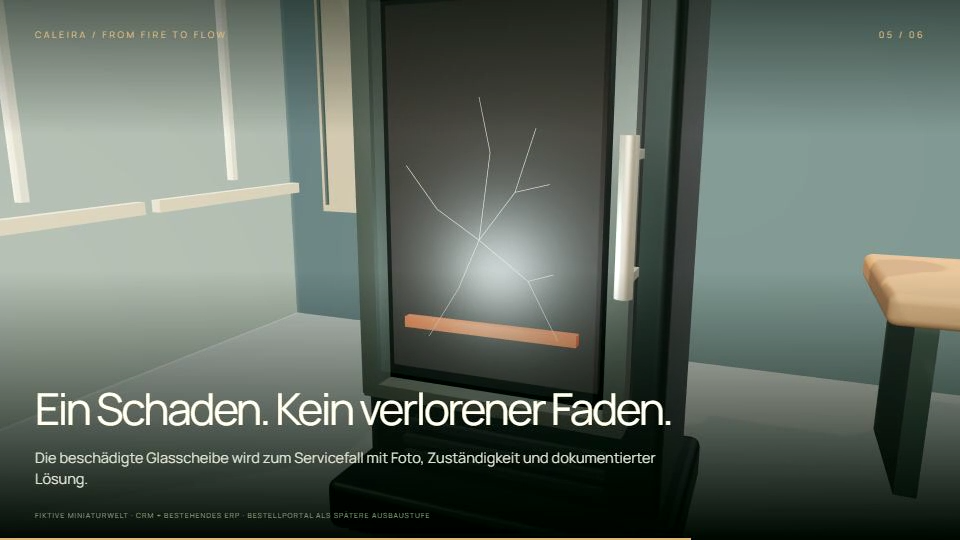 CALEIRA / FROM FIRE TO FLOW
05 / 06
Ein Schaden. Kein verlorener Faden.
Die beschädigte Glasscheibe wird zum Servicefall mit Foto, Zuständigkeit und dokumentierter
Lösung.
FIKTIVE MINIATURWELT · CRM + BESTEHENDES ERP · BESTELLPORTAL ALS SPÄTERE AUSBAUSTUFE